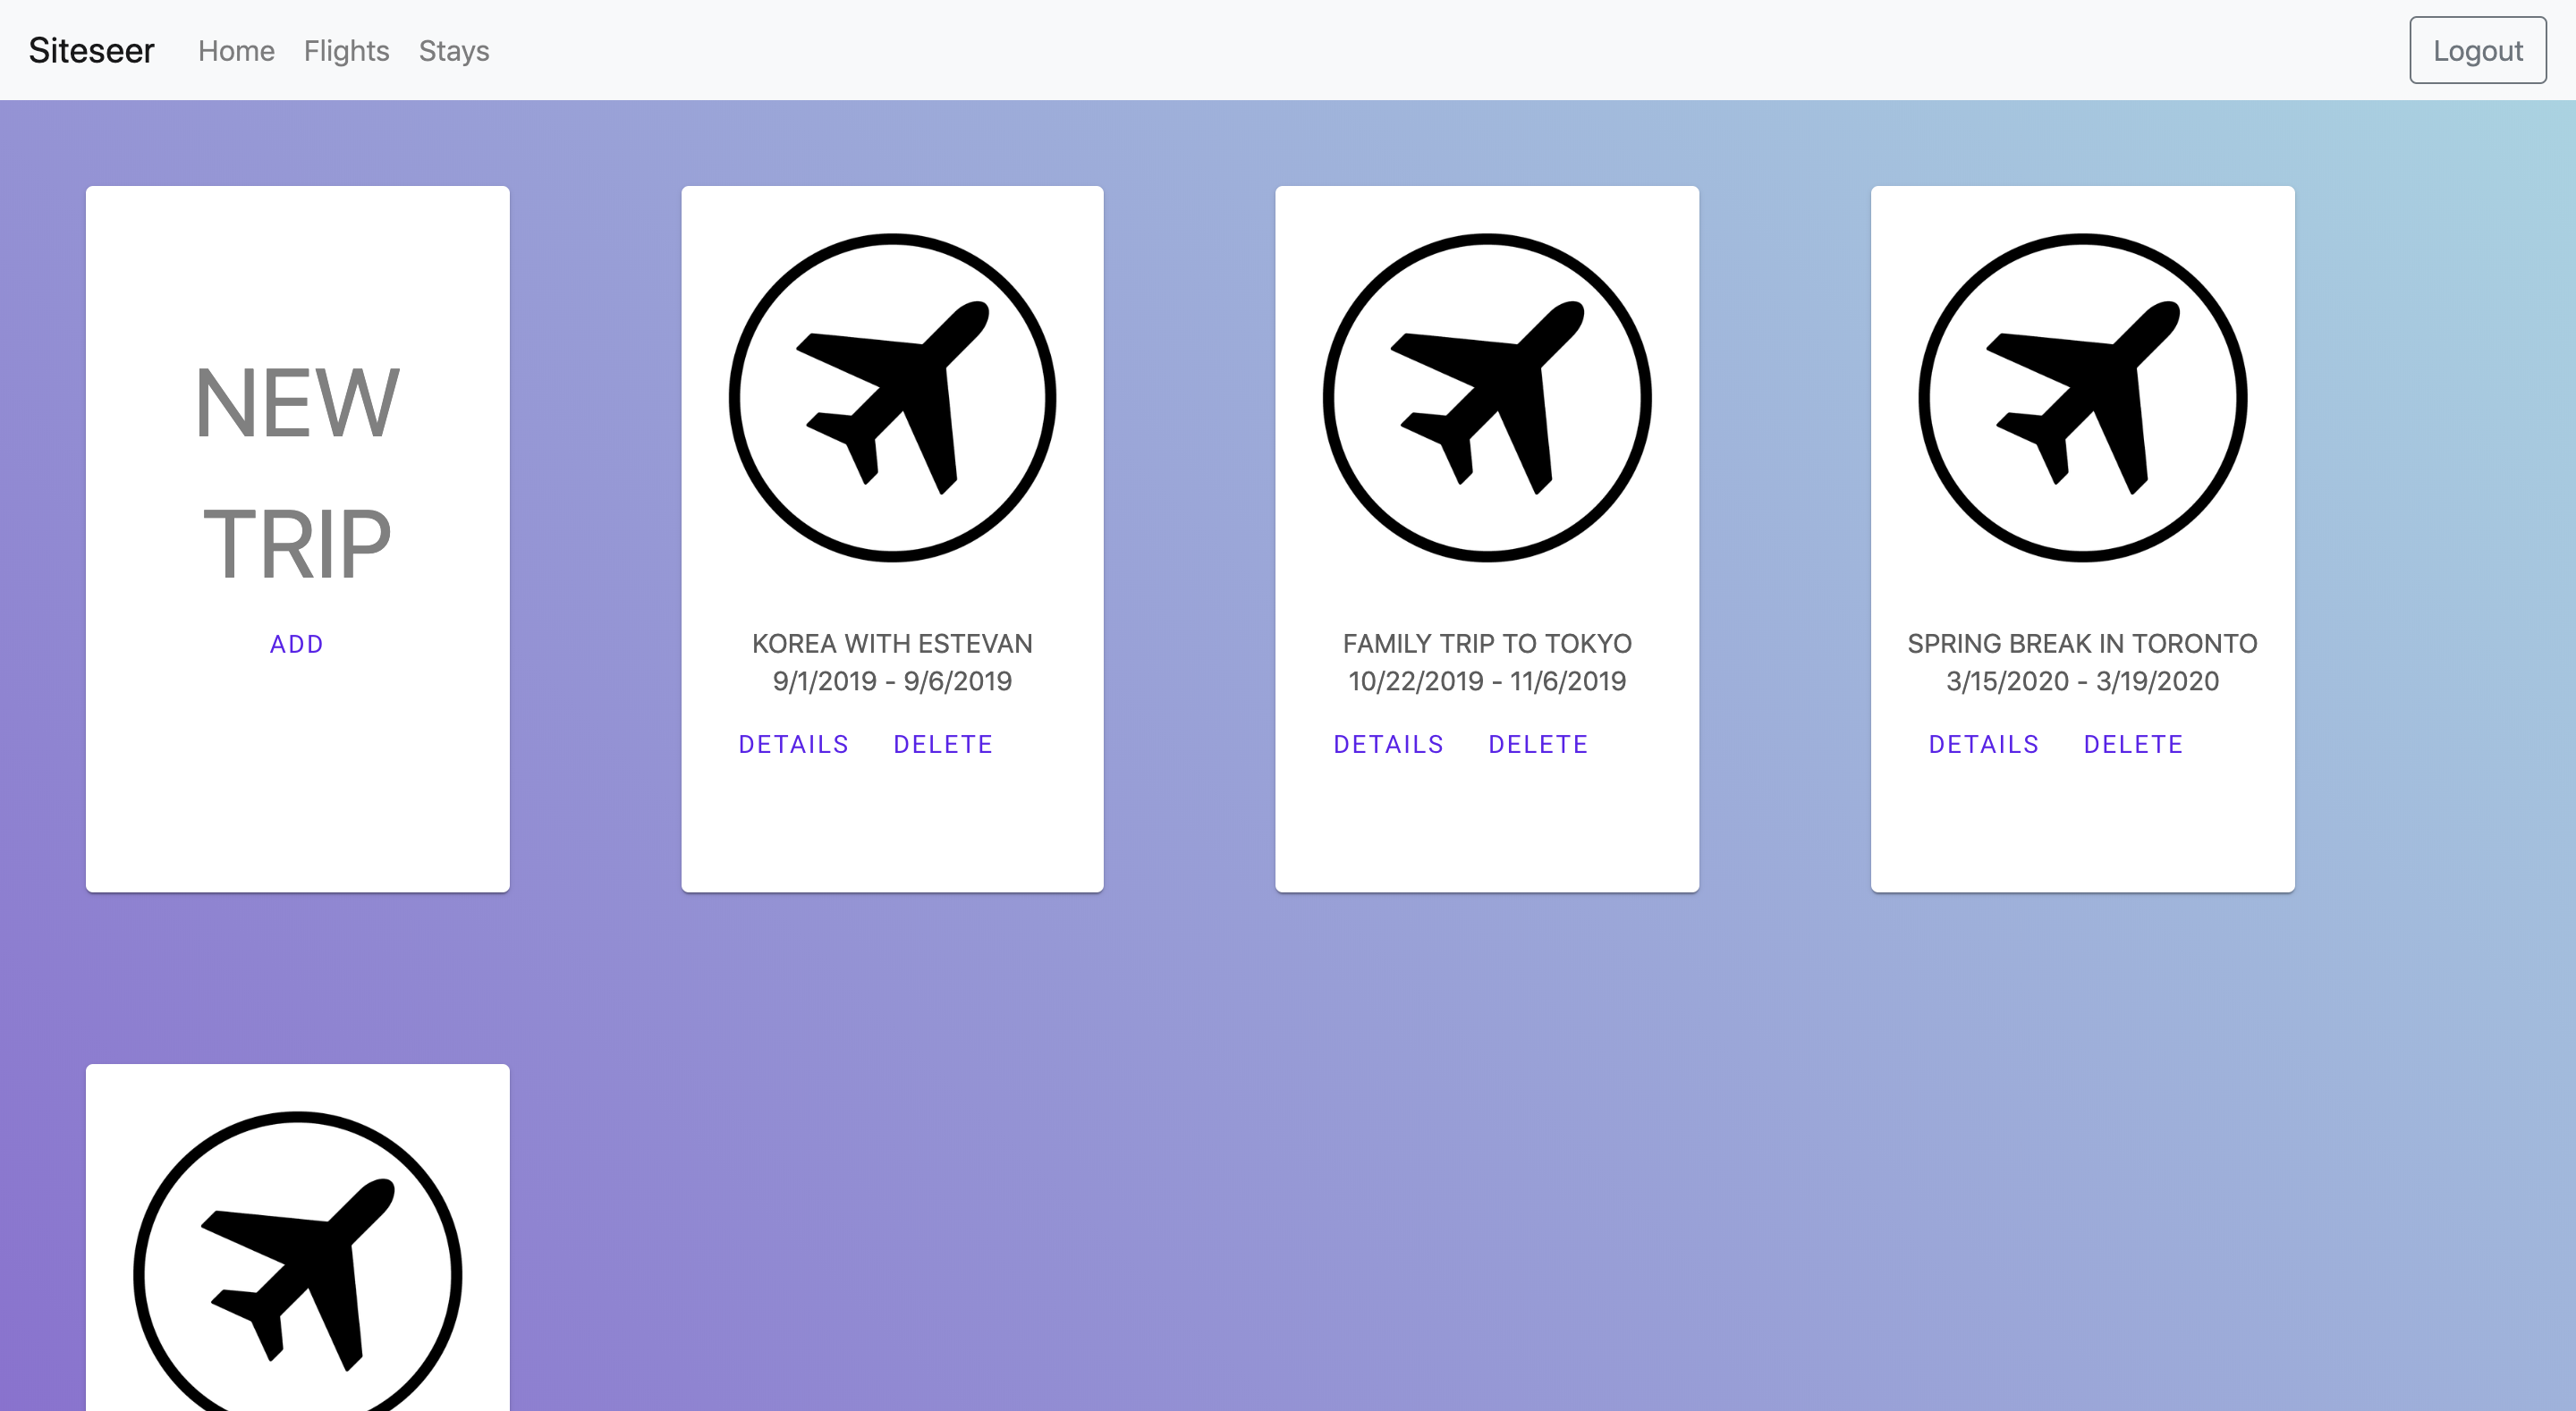 Siteseer Home Flights Stays Logout
NEW
TRIP
ADD
KOREA WITH ESTEVAN
9/1/2019 - 9/6/2019
DETAILS DELETE
FAMILY TRIP TO TOKYO
10/22/2019 - 11/6/2019
DETAILS DELETE
SPRING BREAK IN TORONTO
3/15/2020 - 3/19/2020
DETAILS DELETE